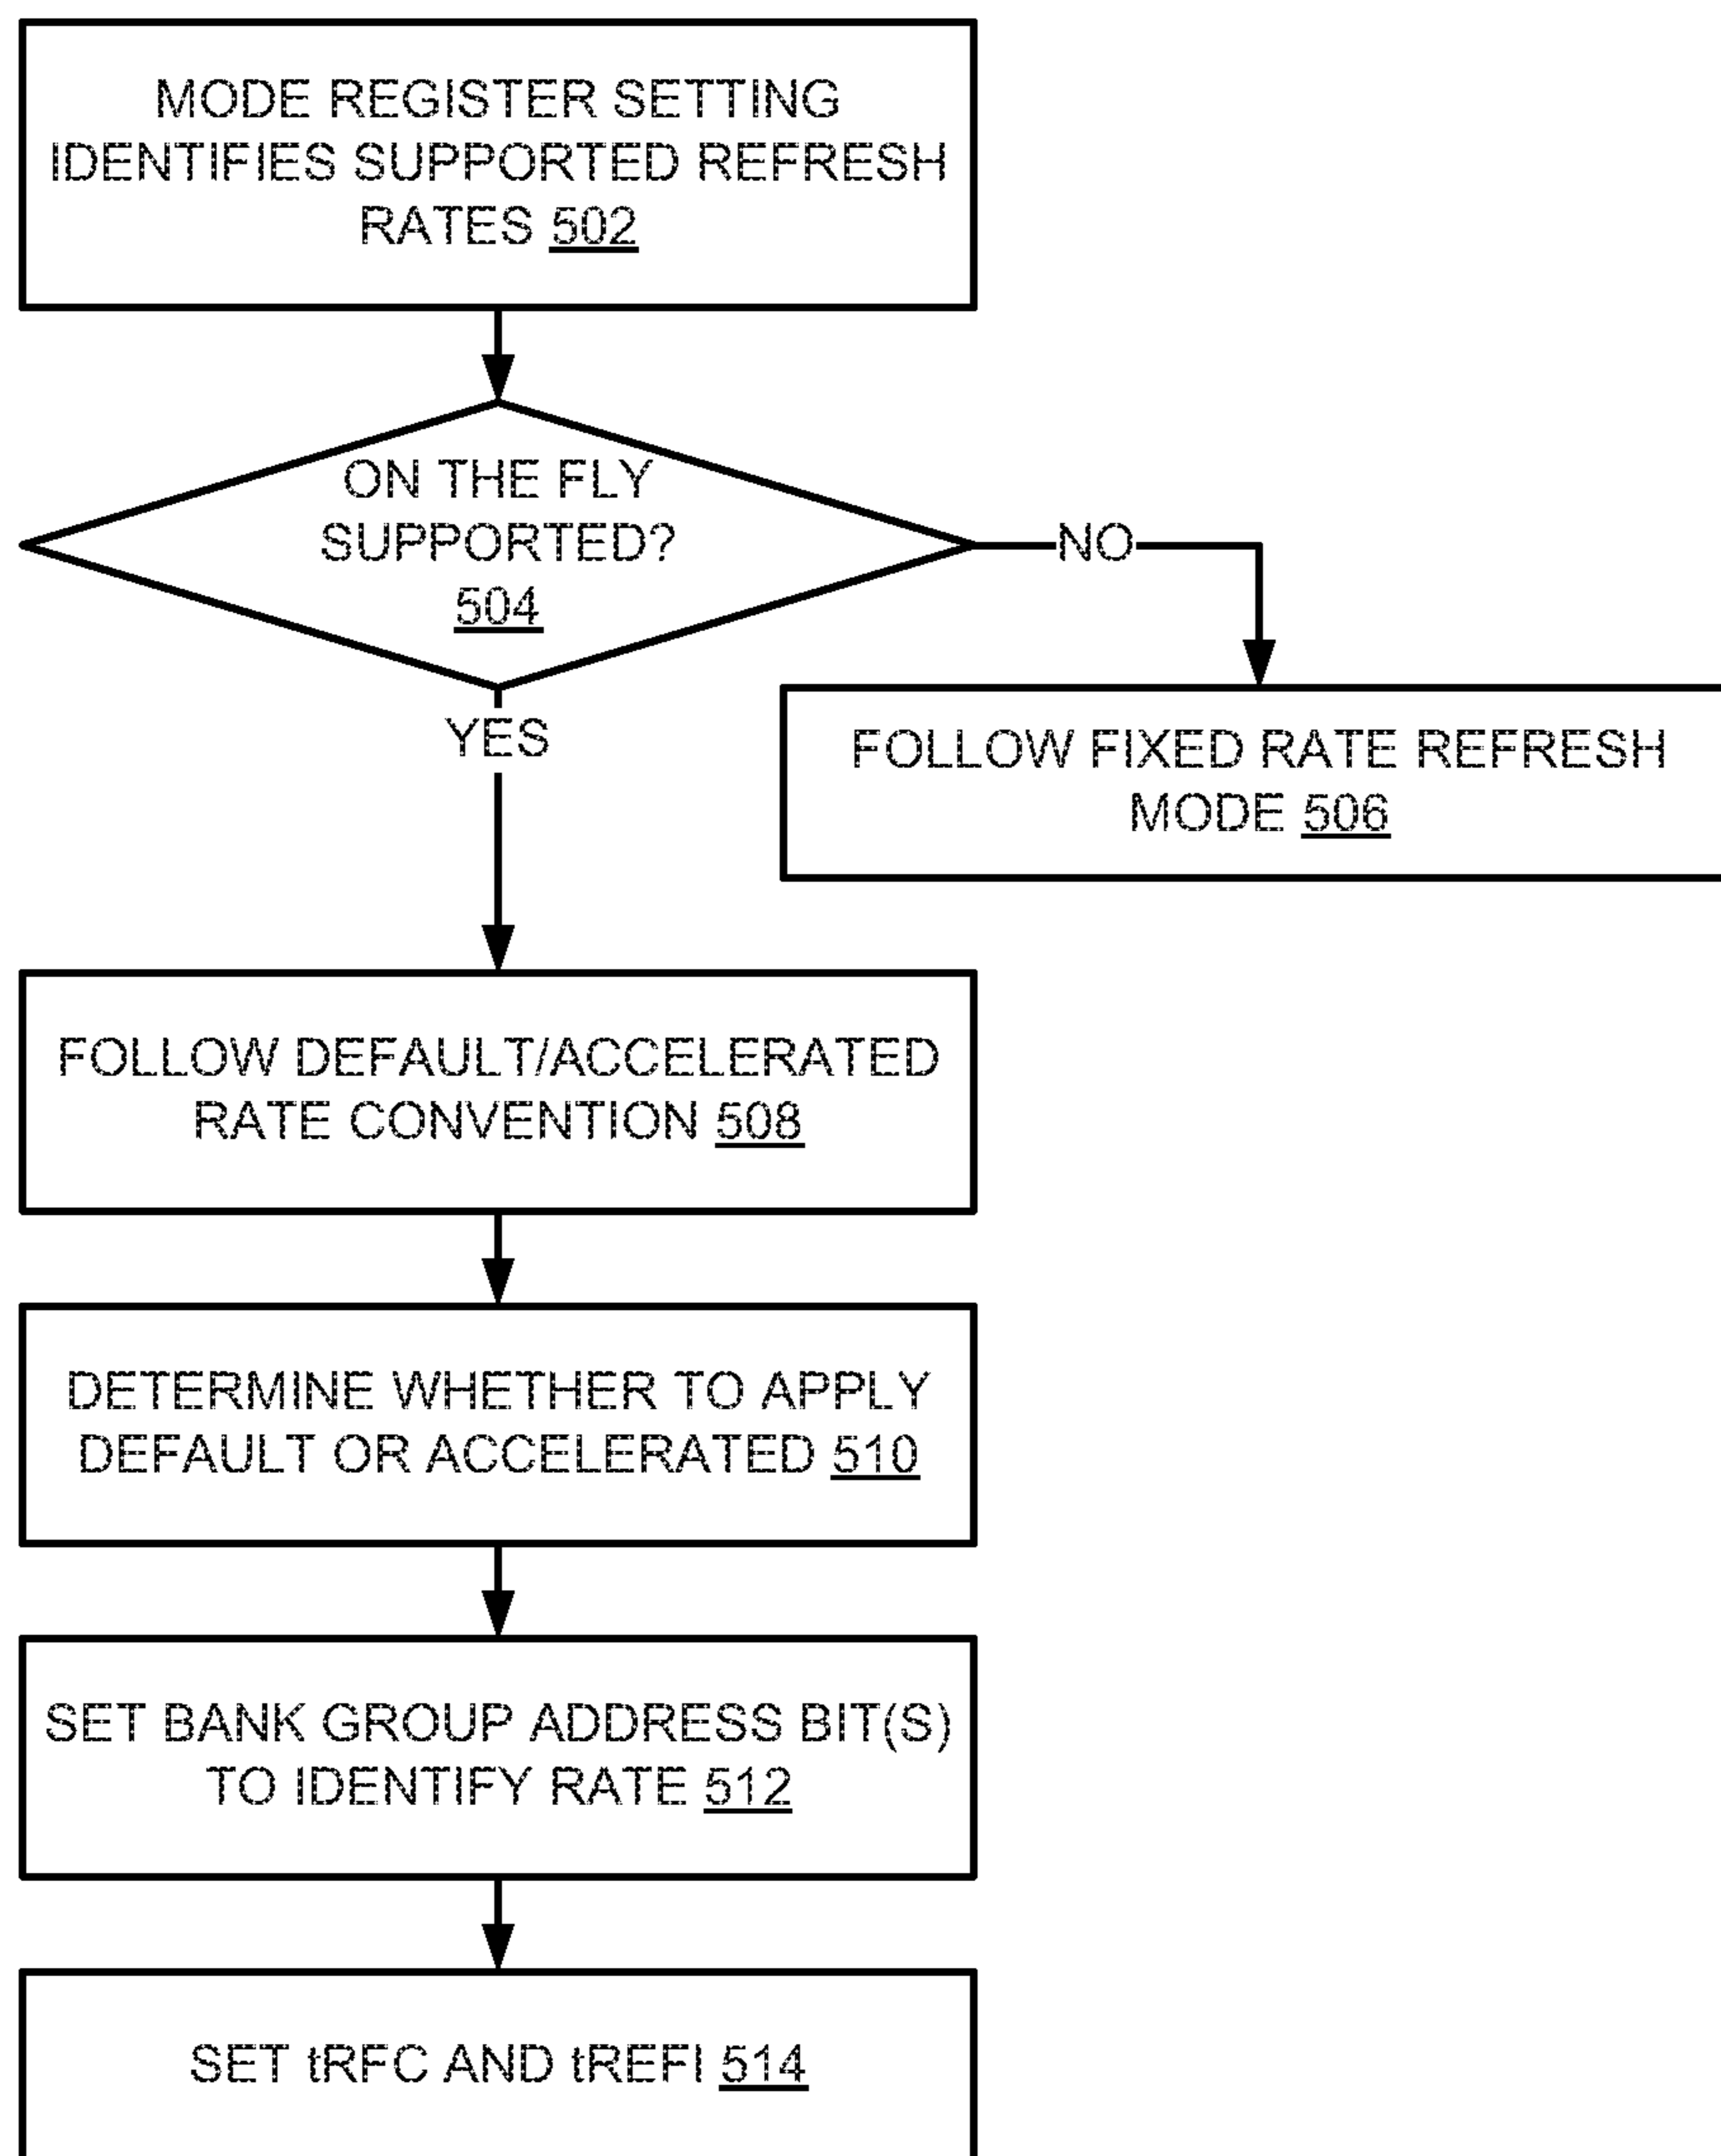 MODE REGISTER SETTING
IDENTIFIES SUPPORTED REFRESH
RATES 502
ON THE FLY
SUPPORTED?
504
NO
YES
FOLLOW FIXED RATE REFRESH
MODE 506
FOLLOW DEFAULT/ACCELERATED
RATE CONVENTION 508
DETERMINE WHETHER TO APPLY
DEFAULT OR ACCELERATED 510
SET BANK GROUP ADDRESS BIT(S)
TO IDENTIFY RATE 512
SET tRFC AND tREFI 514